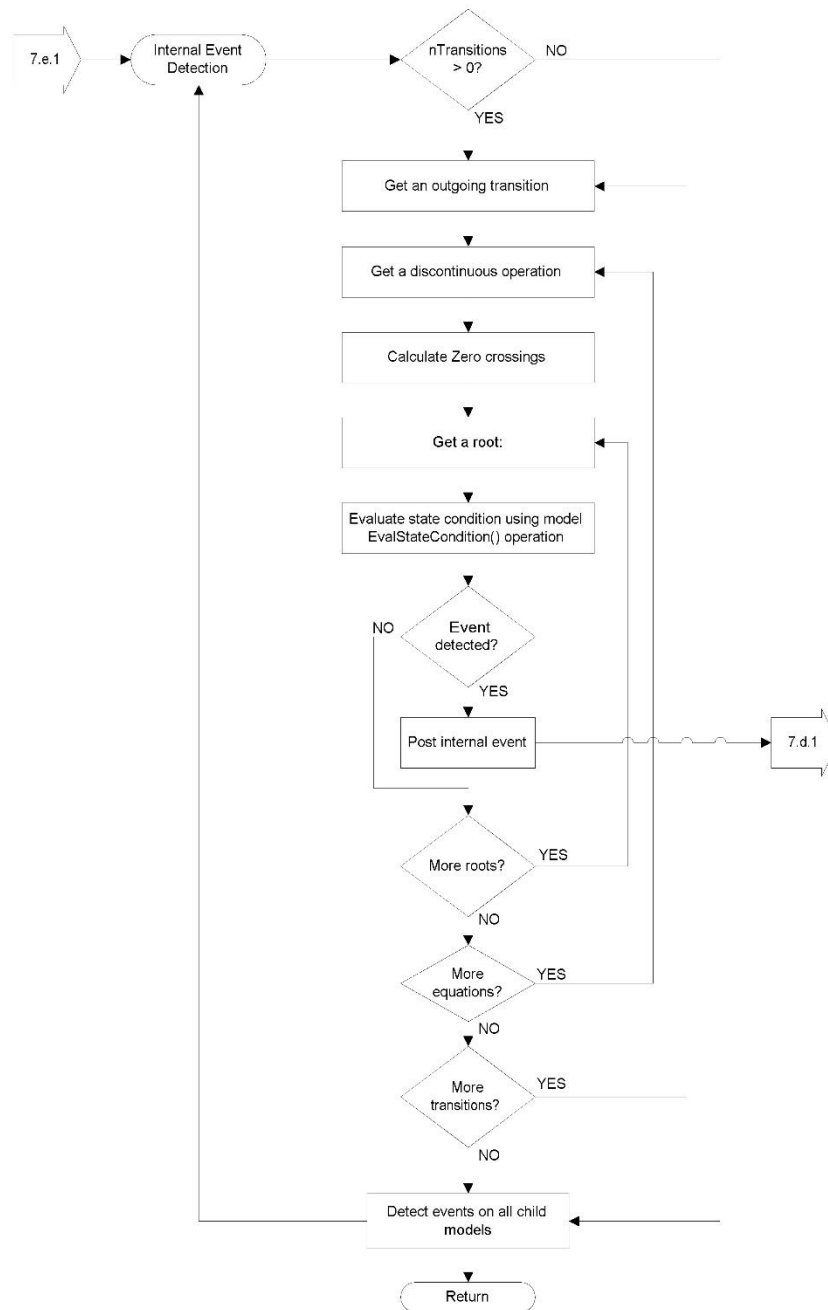 7.e.1
Internal Event
Detection
nTransitions
> 0?
NO
YES
Get an outgoing transition
Get a discontinuous operation
Calculate Zero crossings
Get a root:
Evaluate state condition using model
EvalStateCondition() operation
NO
Event
detected?
YES
Post internal event
7.d.1
More roots?
YES
NO
More
equations?
YES
NO
More
transitions?
YES
NO
Detect events on all child
models
Return